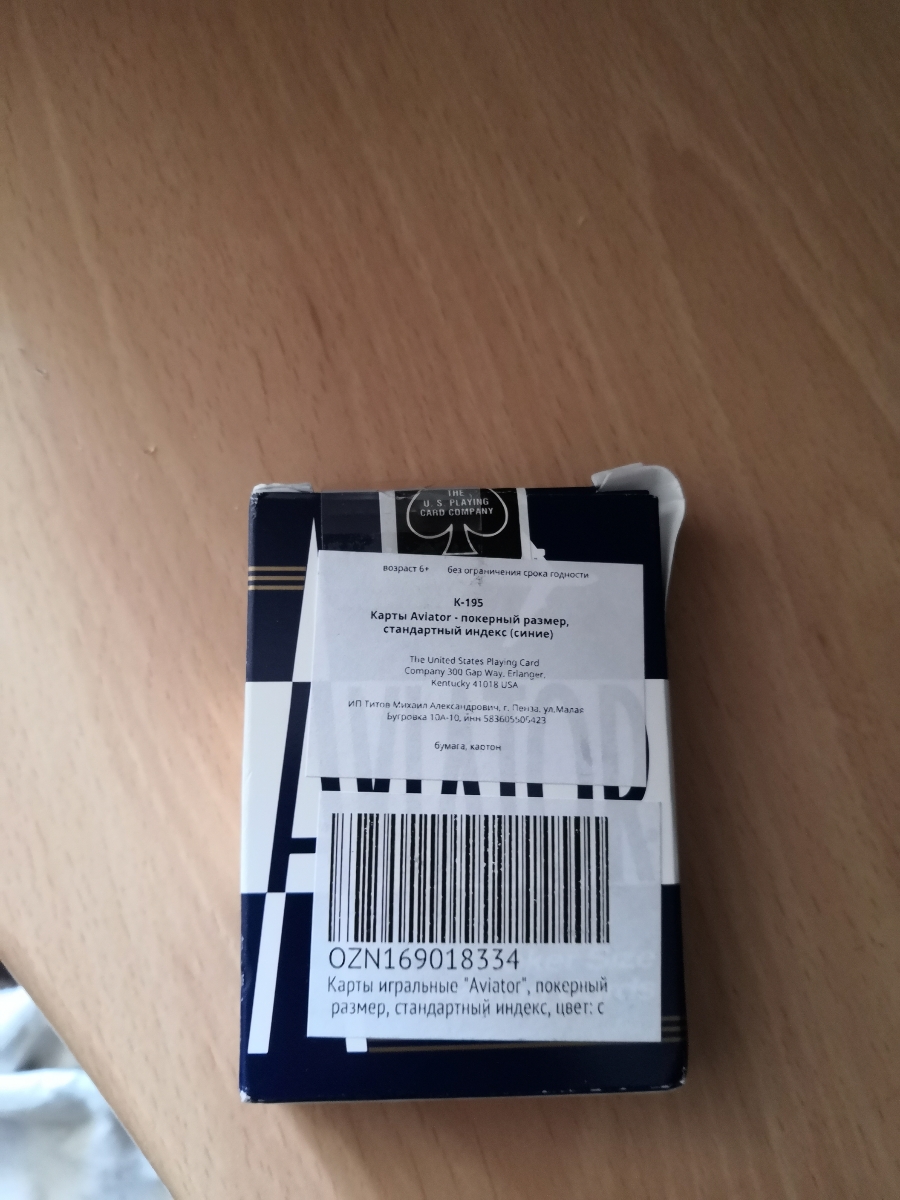 THE
U. S. PLAYING
CARD COMPANY
возраст 6+ без ограничения срока годности
К-195
Карты Aviator - покерный размер,
стандартный индекс (синие)
The United States Playing Card
Company 300 Gap Way, Erlanger,
Kentucky 41018 USA
ИП Титов Михаил Александрович, г. Пенза, ул.Малая
Бугровка 10А-10, инн 583605505423
бумага, картон
AVIATOR
OZN169018334
Карты игральные "Aviator", покерный
размер, стандартный индекс, цвет: с